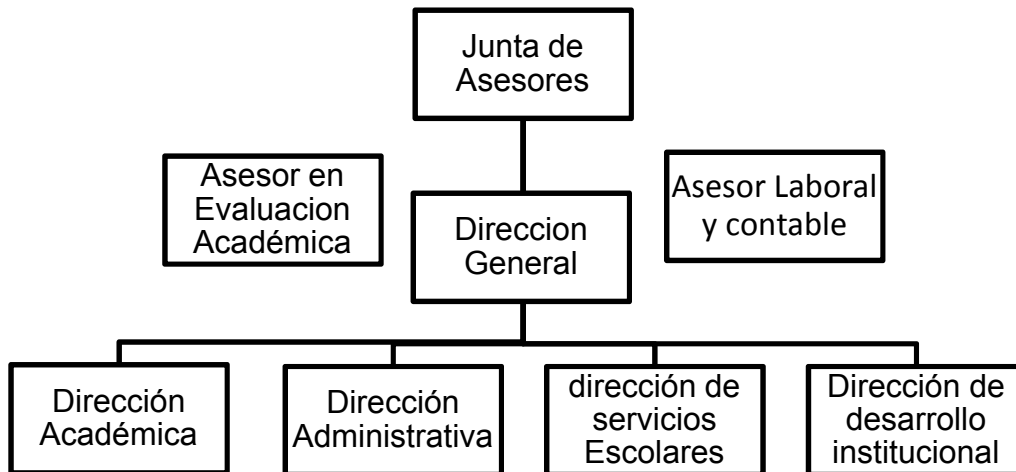 Junta de
Asesores
Asesor en
Evaluacion
Académica
Asesor Laboral
y contable
Direccion
General
Dirección
Académica
Dirección
Administrativa
dirección de
servicios
Escolares
Dirección de
desarrollo
institucional